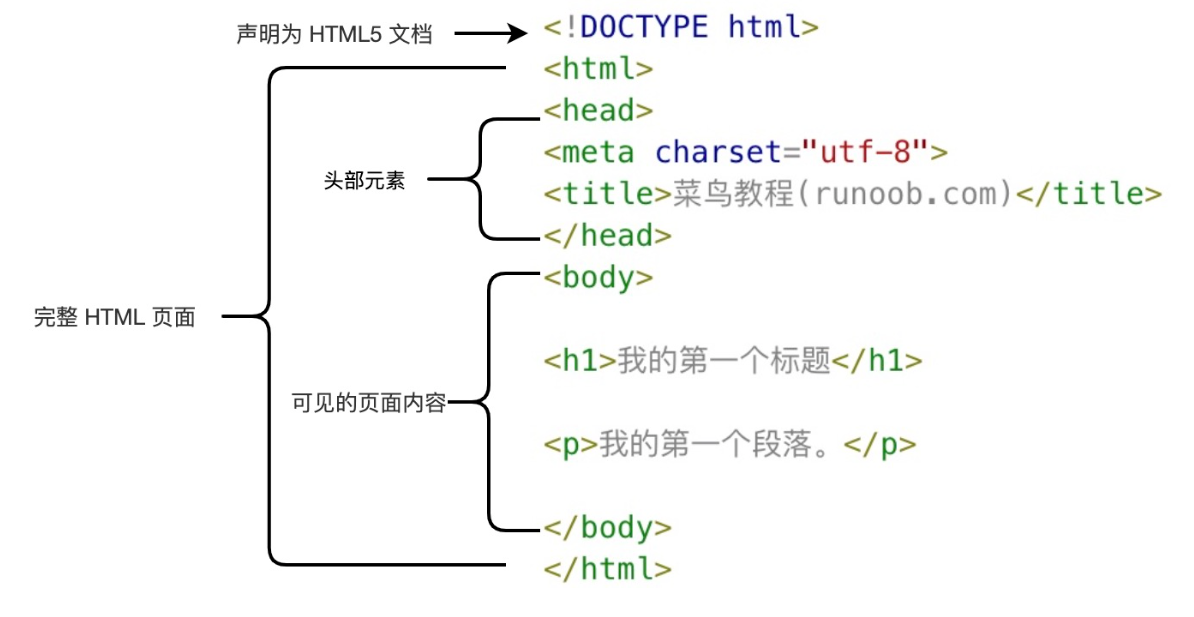 声明为 HTML5 文档
<!DOCTYPE html>
<html>
<head>
<meta charset="utf-8">
头部元素
<title>菜鸟教程(runoob.com)</title>
</head>
<body>
完整 HTML 页面
<h1>我的第一个标题</h1>
可见的页面内容
<p>我的第一个段落。</p>
</body>
</html>